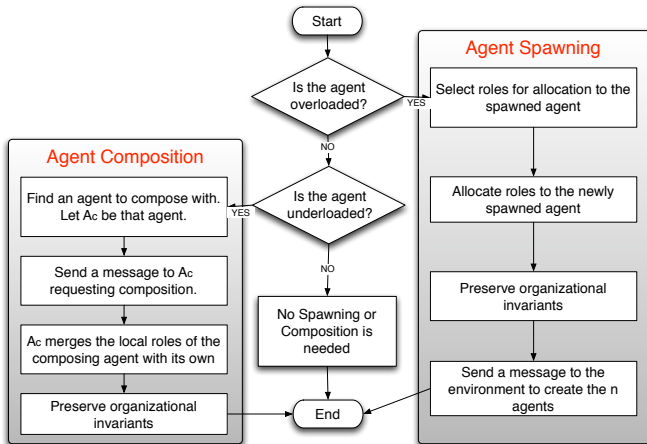 Start
Is the agent
overloaded?
YES
NO
Is the agent
underloaded?
YES
NO
No Spawning or
Composition is
needed
End
Agent Spawning
Select roles for allocation to the
spawned agent
Allocate roles to the newly
spawned agent
Preserve organizational
invariants
Send a message to the
environment to create the n
agents
Agent Composition
Find an agent to compose with.
Let Ac be that agent.
Send a message to Ac
requesting composition.
Ac merges the local roles of the
composing agent with its own
Preserve organizational
invariants